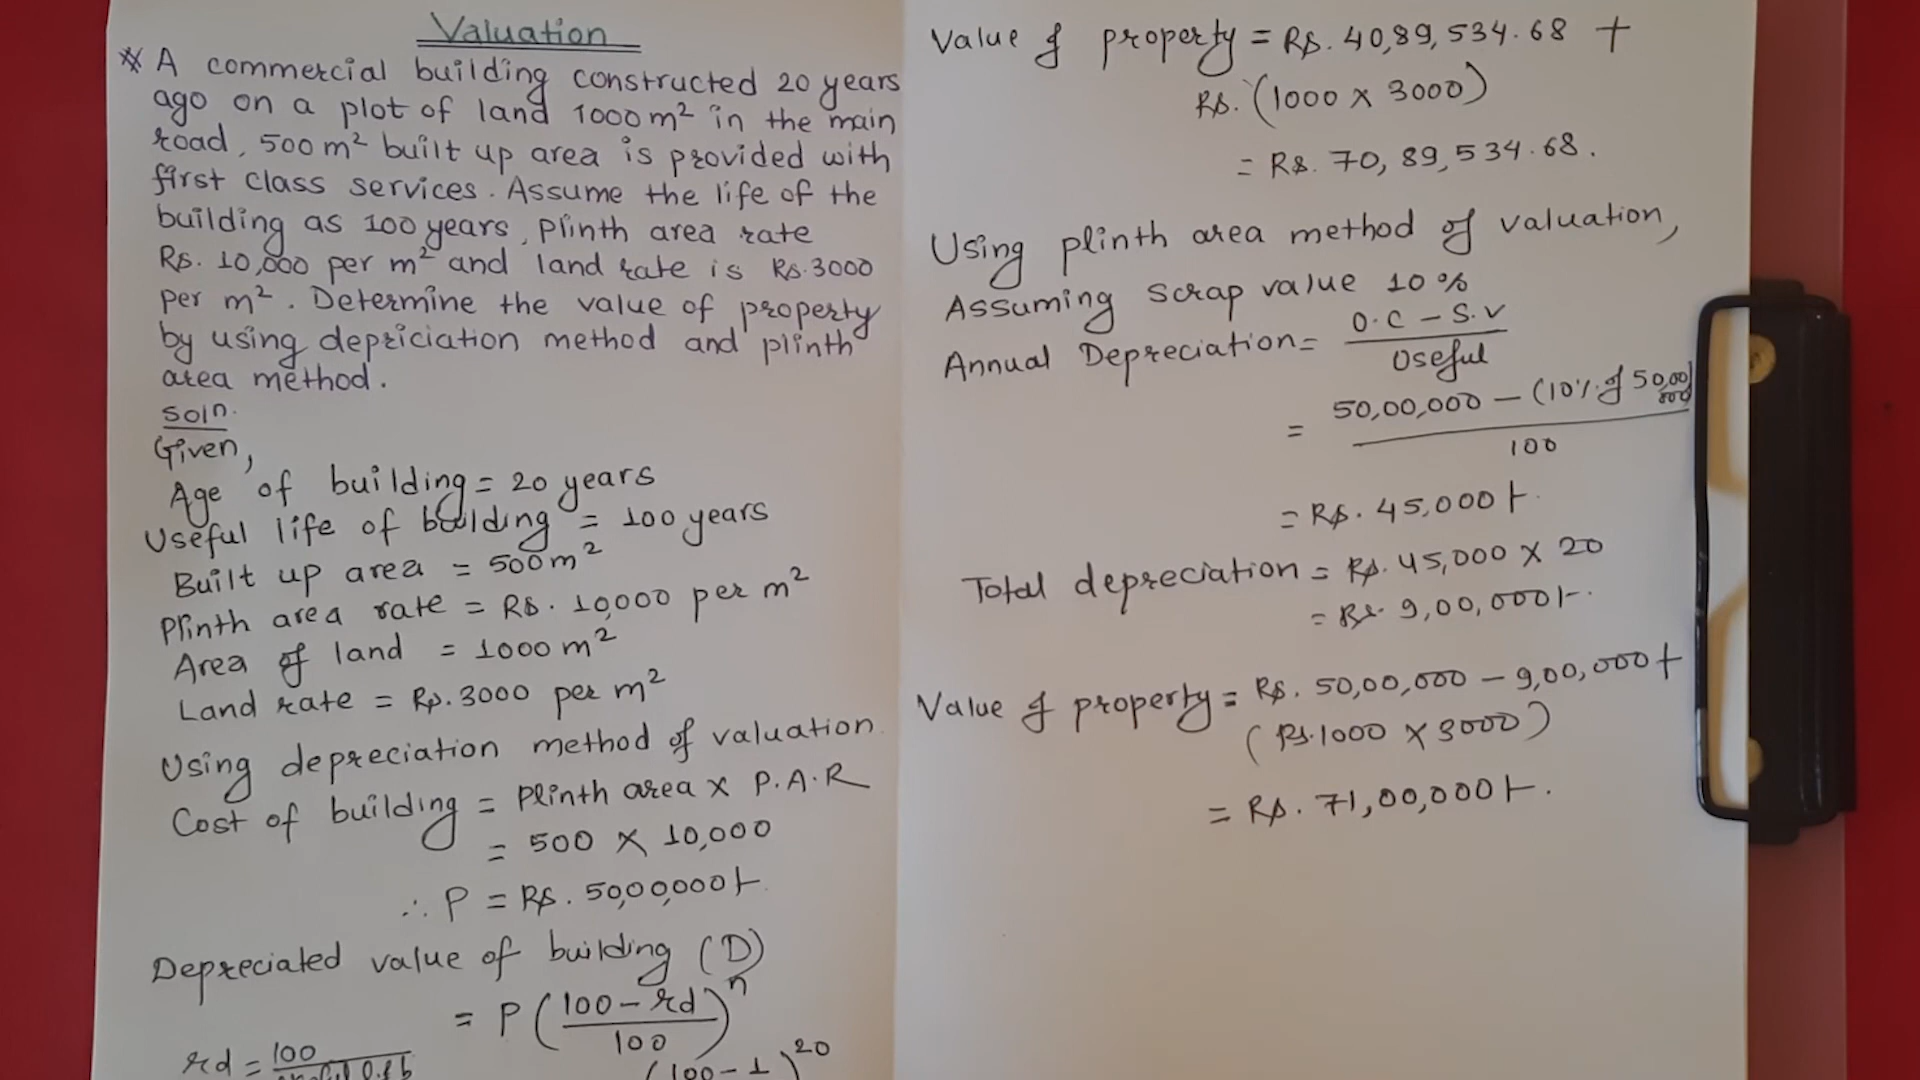 Valuation
* A commercial building constructed 20 years
ago on a plot of land 1000 m² in the main
road, 500 m² built up area is provided with
first class services. Assume the life of the
building as 100 years, Plinth area rate
Rs. 10,000 per m² and land rate is Rs. 3000
per m². Determine the value of property
by using depriciation method and plinth
area method.
Soln.
Given,
Age of building = 20 years
Useful life of building = 100 years
Built up area = 500 m²
Plinth area rate = Rs. 10,000 per m²
Area of land = 1000 m²
Land rate = Rs. 3000 per m²
Using depreciation method of valuation.
Cost of building = Plinth area x P.A.R
= 500 x 10,000
∴ P = Rs. 50,00,000/-
Depreciated value of building (D)
= P (100 - rd / 100)ⁿ
rd = 100
(100 - 1)²⁰
Value of property = Rs. 40,89,534.68 +
Rs. (1000 x 3000)
= Rs. 70,89,534.68.
Using plinth area method of valuation,
Assuming Scrap value 10%
Annual Depreciation = O.C - S.V / Useful
= 50,00,000 - (10% of 50,00,000) / 100
= Rs. 45,000/-.
Total depreciation = Rs. 45,000 x 20
= Rs. 9,00,000/-.
Value of property = Rs. 50,00,000 - 9,00,000 +
(Rs. 1000 x 3000)
= Rs. 71,00,000/-.